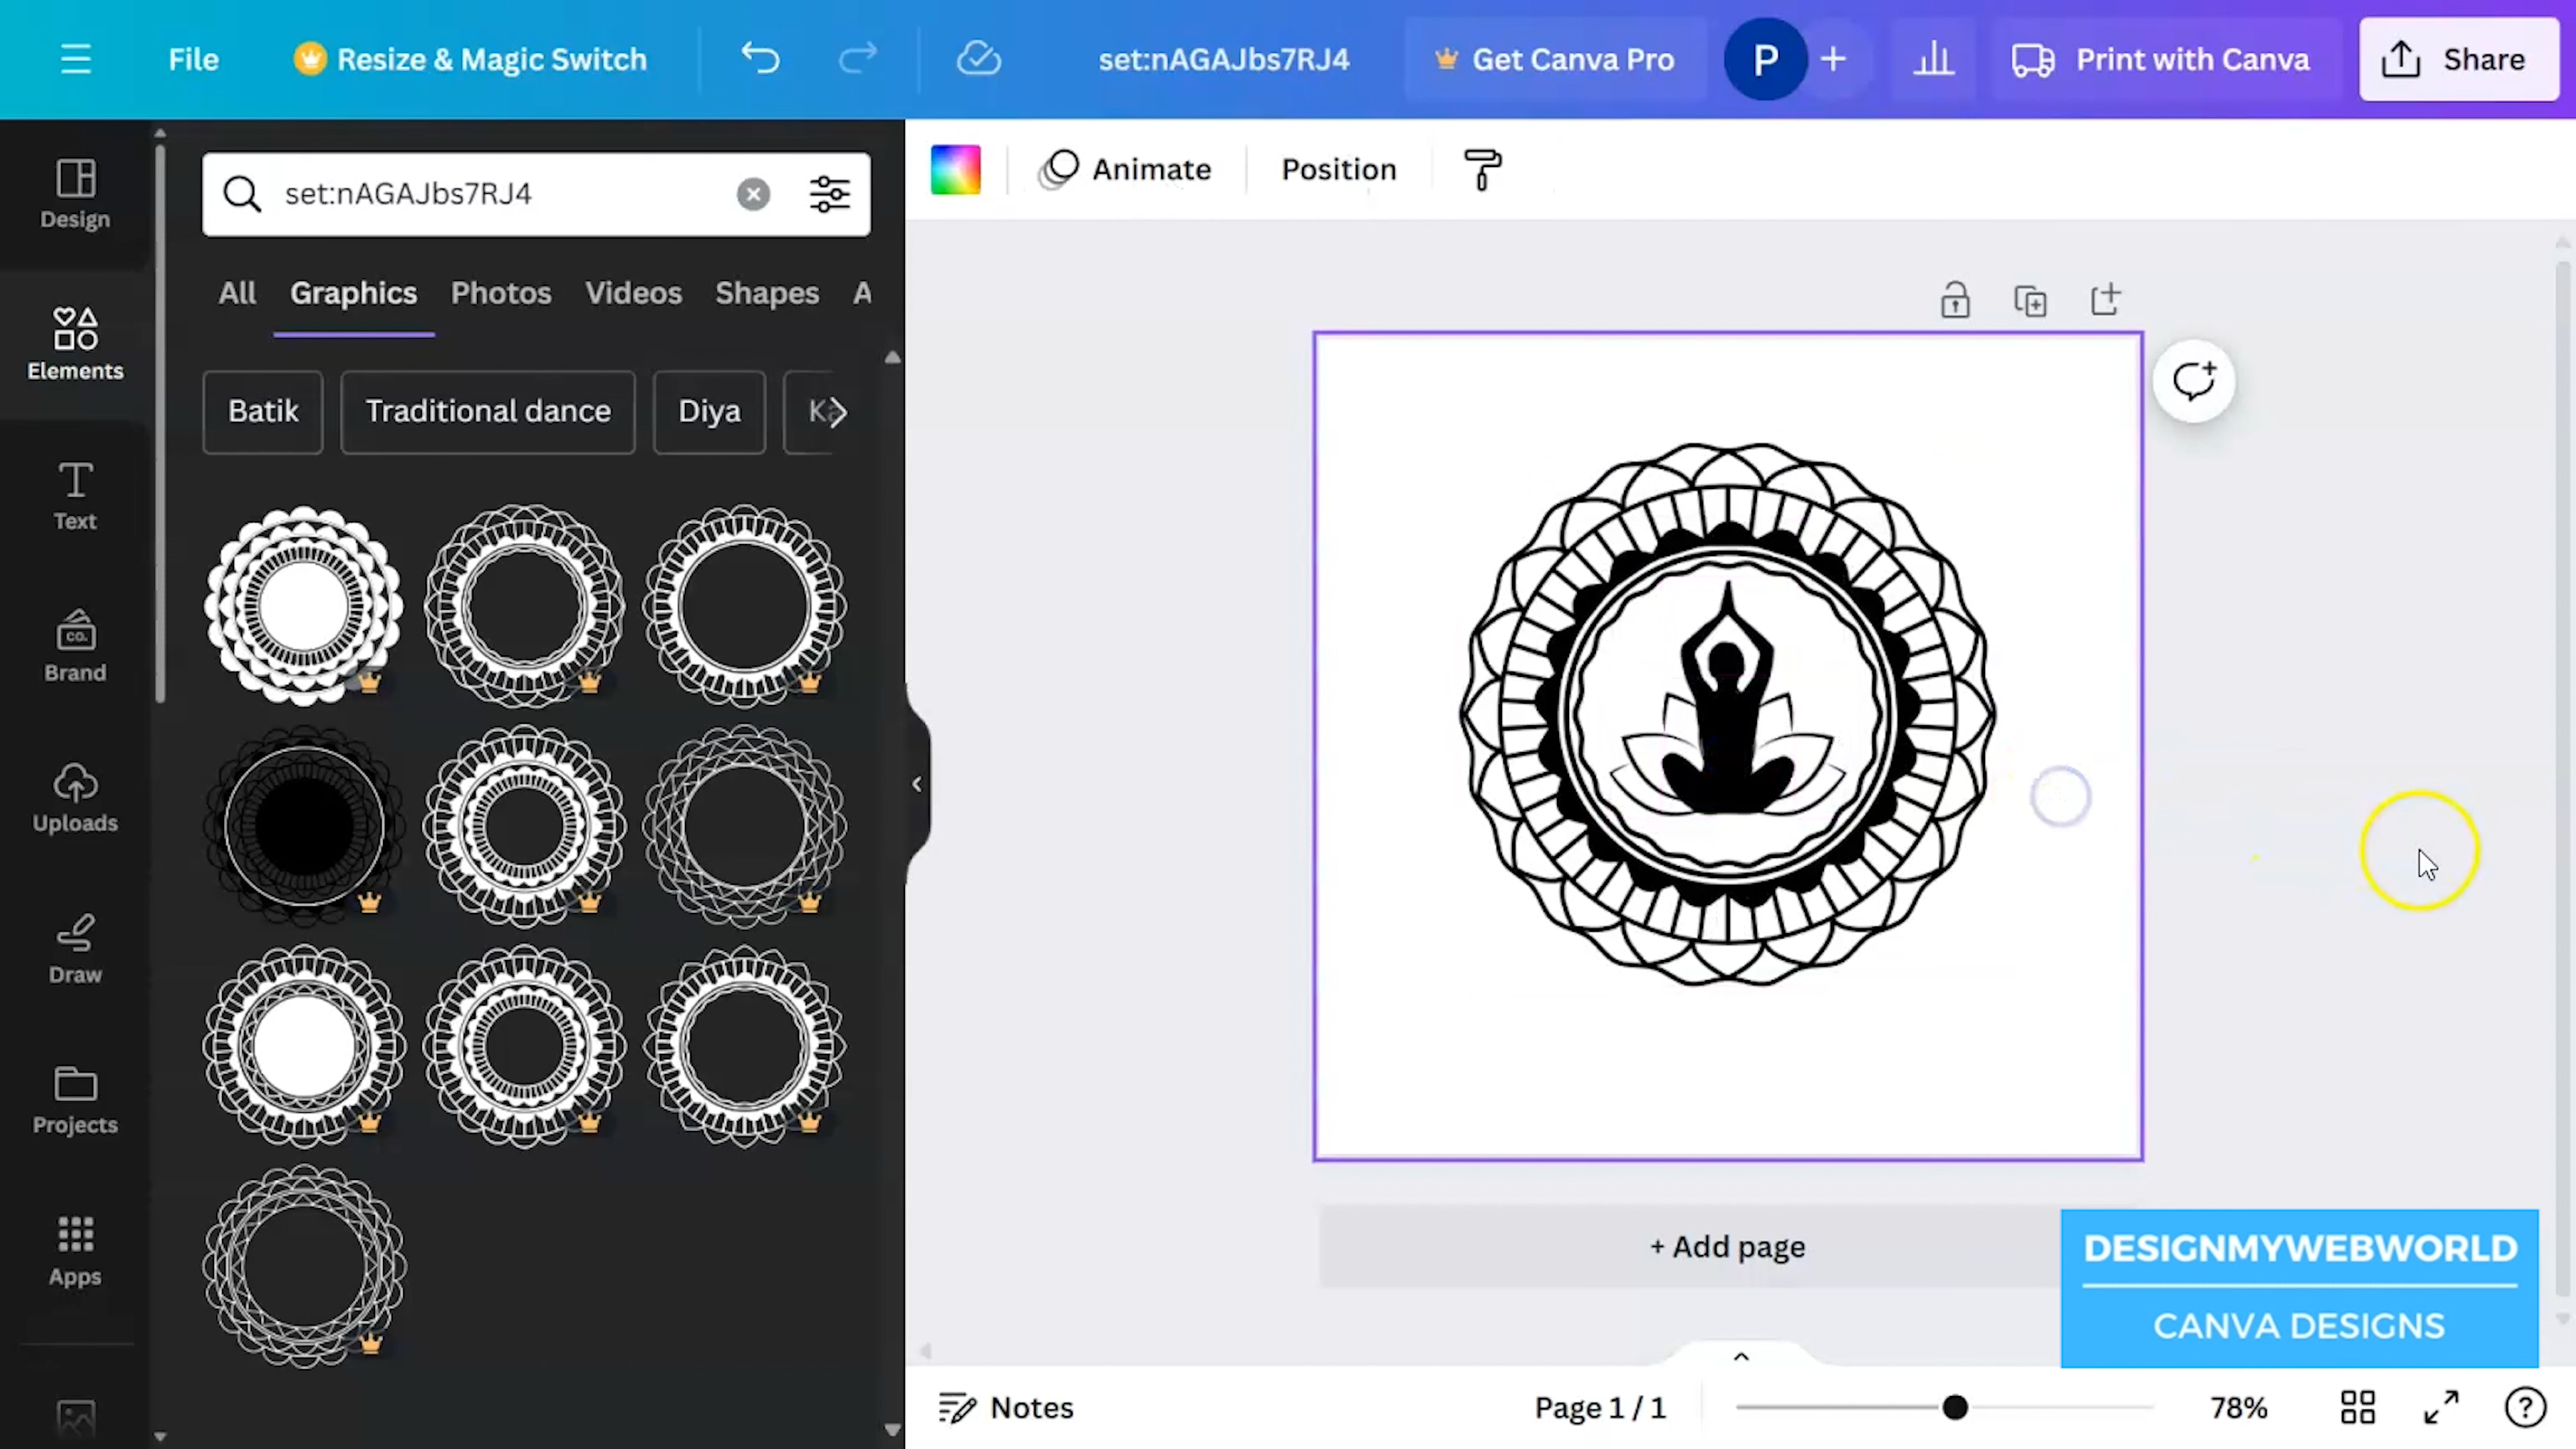 File
Resize & Magic Switch
set:nAGAJbs7RJ4
Get Canva Pro
P
Print with Canva
Share
Design
Elements
Text
CO.
Brand
Uploads
Draw
Projects
Apps
set:nAGAJbs7RJ4
All
Graphics
Photos
Videos
Shapes
A
Batik
Traditional dance
Diya
Animate
Position
+ Add page
DESIGNMYWEBWORLD
CANVA DESIGNS
Notes
Page 1 / 1
78%